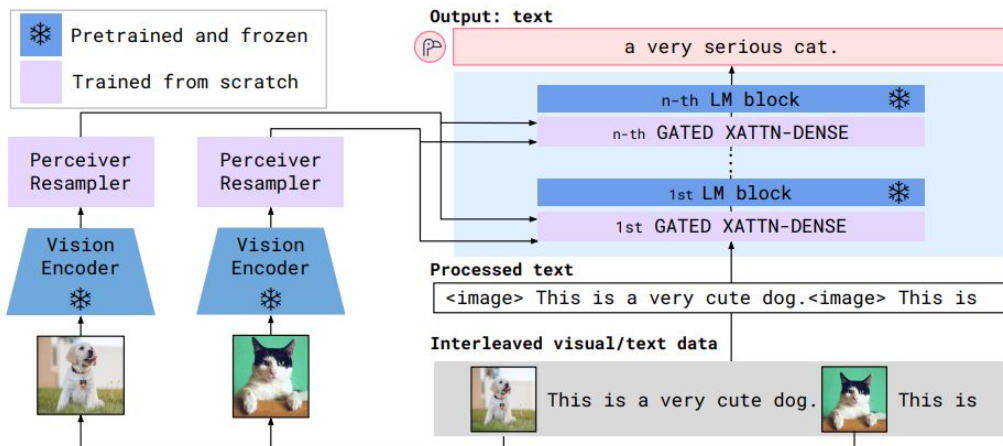 Pretrained and frozen
Trained from scratch
Perceiver
Resampler
Perceiver
Resampler
Vision
Encoder
Vision
Encoder
Output: text
a very serious cat.
n-th LM block
n-th GATED XATTN-DENSE
1st LM block
1st GATED XATTN-DENSE
Processed text
<image> This is a very cute dog.<image> This is
Interleaved visual/text data
This is a very cute dog.
This is